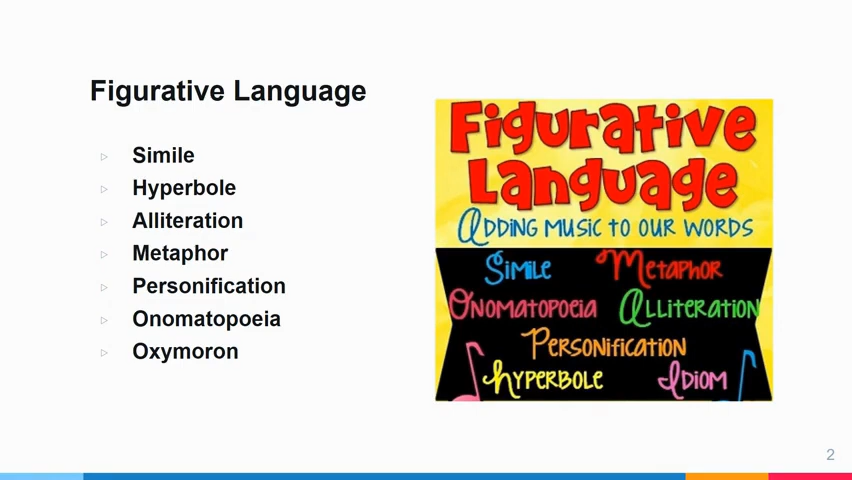 Figurative Language
Simile
Hyperbole
Alliteration
Metaphor
Personification
Onomatopoeia
Oxymoron
Figurative
Language
Adding music to our words
Simile Metaphor
Onomatopoeia Alliteration
Personification
Hyperbole Idiom
2